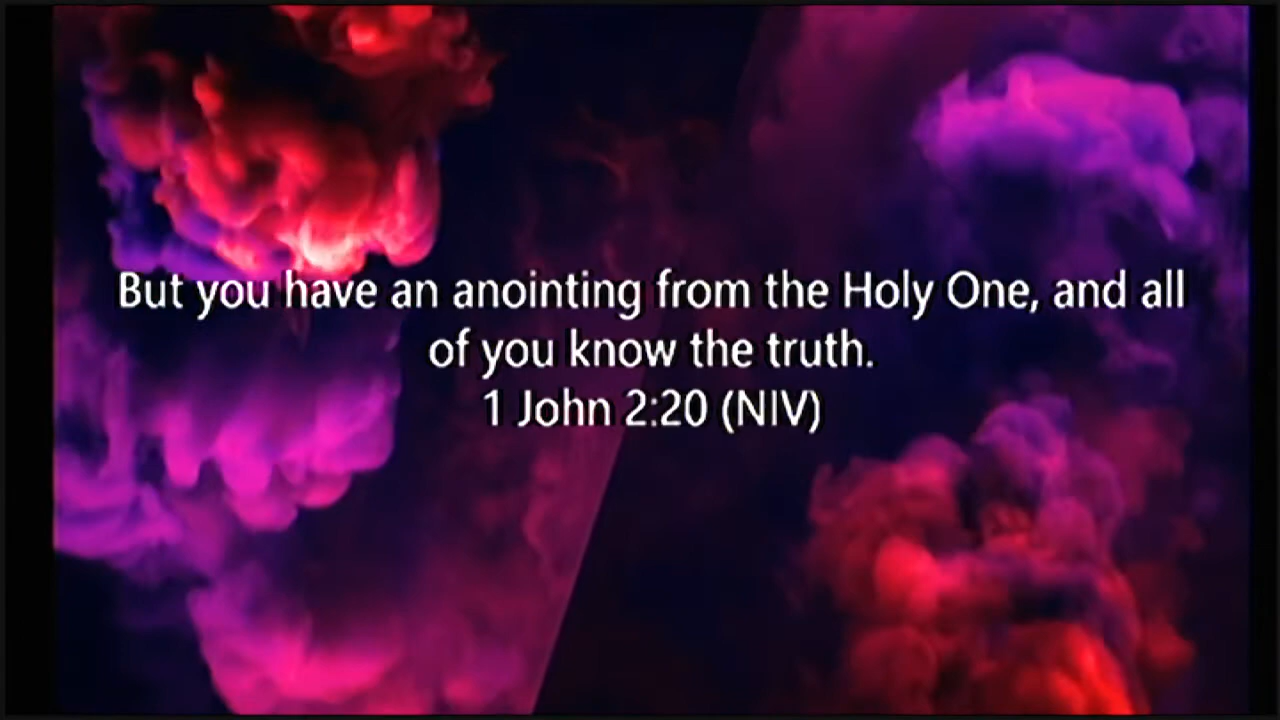 But you have an anointing from the Holy One, and all
of you know the truth.
1 John 2:20 (NIV)